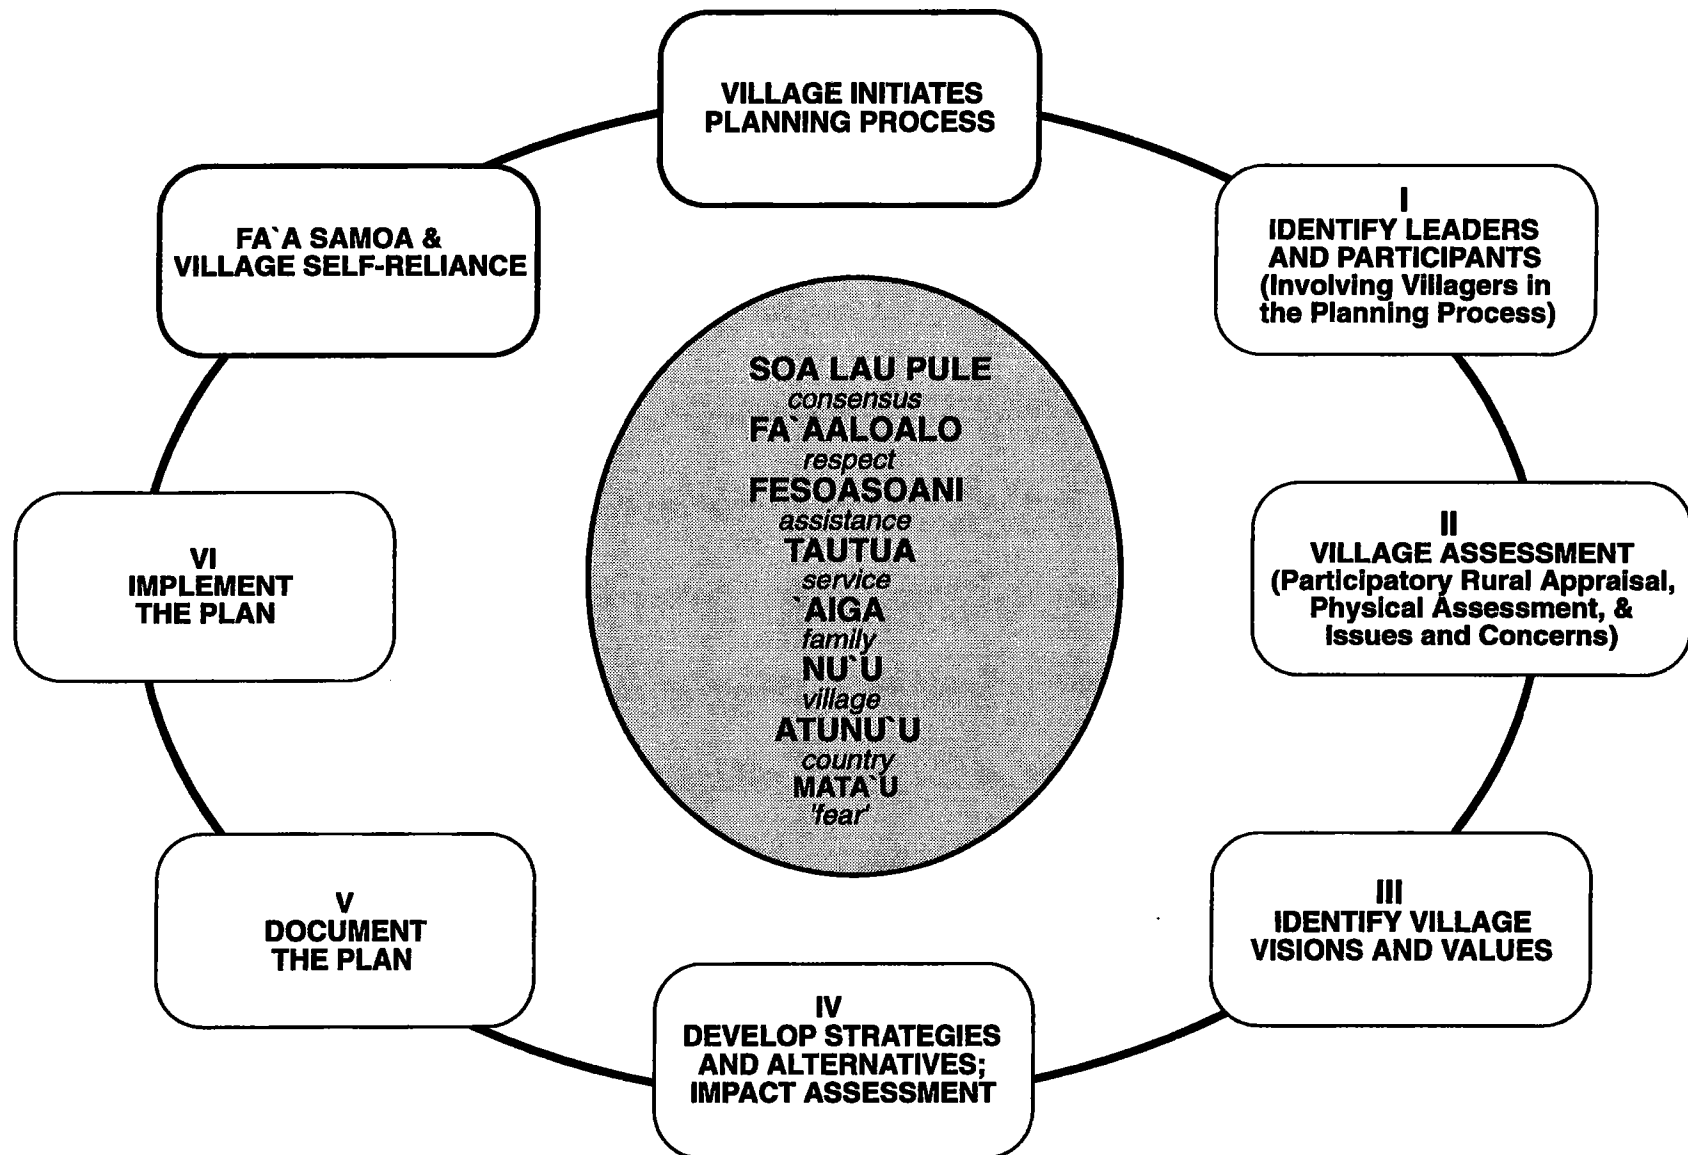 VILLAGE INITIATES
PLANNING PROCESS
I
IDENTIFY LEADERS
AND PARTICIPANTS
(Involving Villagers in
the Planning Process)
II
VILLAGE ASSESSMENT
(Participatory Rural Appraisal,
Physical Assessment, &
Issues and Concerns)
III
IDENTIFY VILLAGE
VISIONS AND VALUES
IV
DEVELOP STRATEGIES
AND ALTERNATIVES;
IMPACT ASSESSMENT
V
DOCUMENT
THE PLAN
VI
IMPLEMENT
THE PLAN
FA`A SAMOA &
VILLAGE SELF-RELIANCE
SOA LAU PULE
consensus
FA`AALOALO
respect
FESOASOANI
assistance
TAUTUA
service
`AIGA
family
NU`U
village
ATUNU`U
country
MATA`U
'fear'